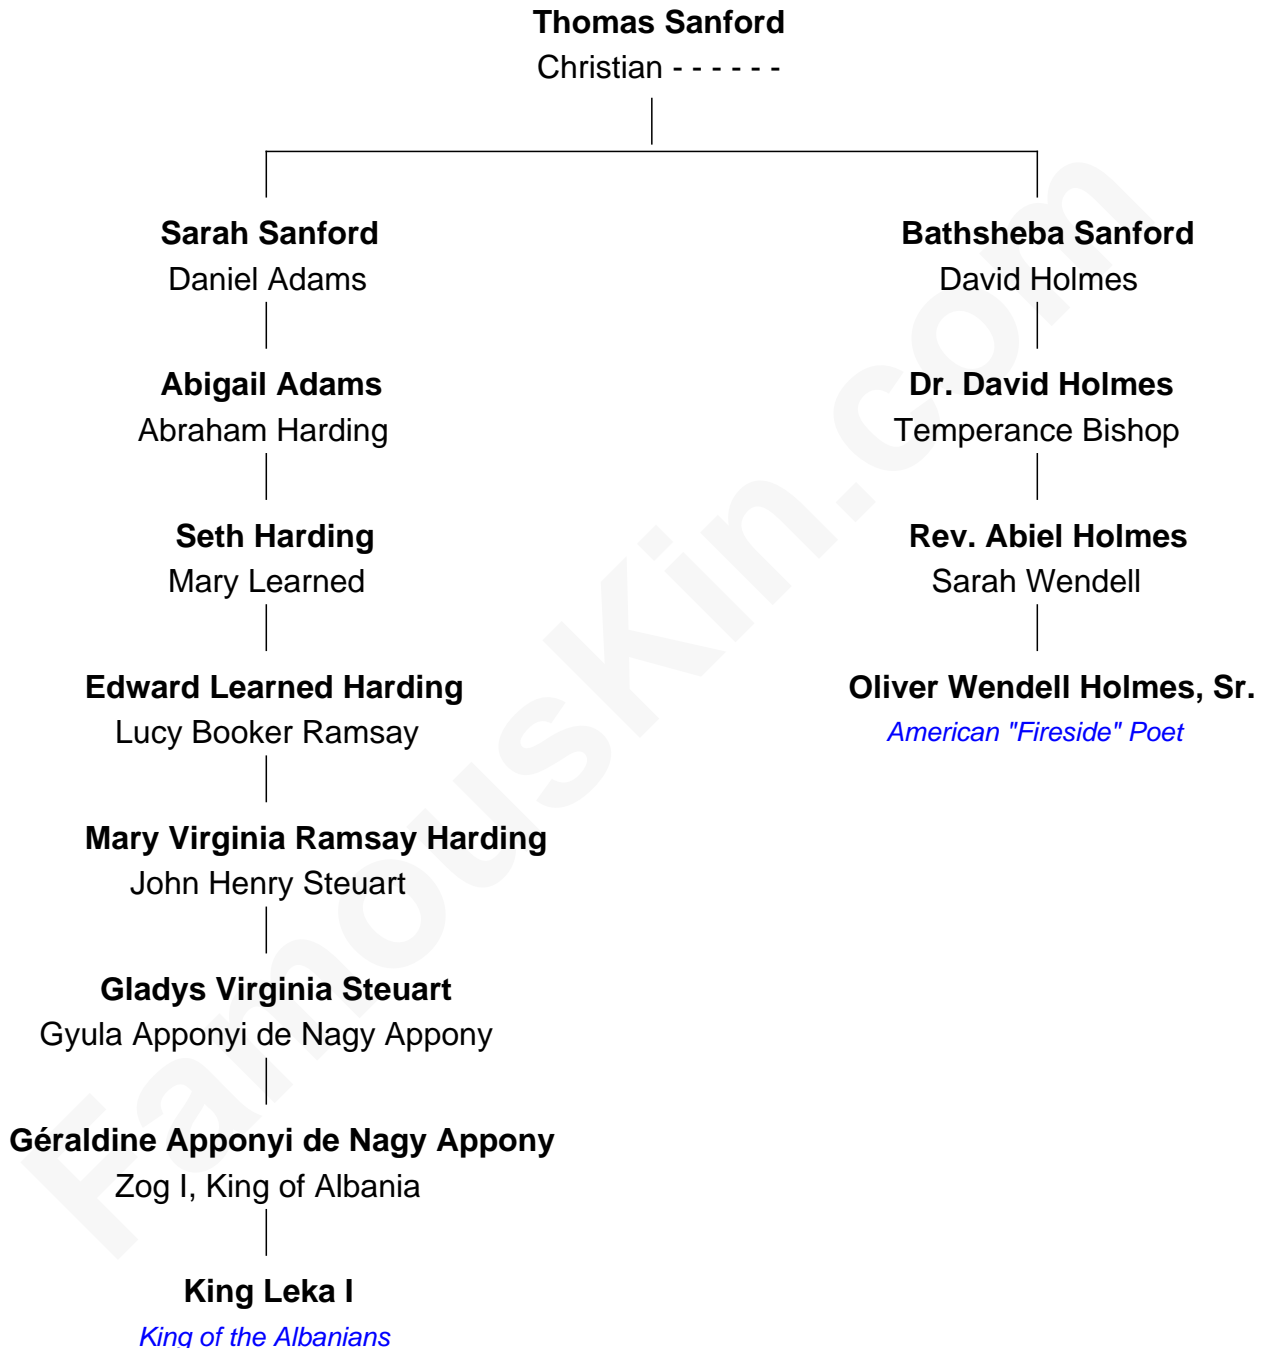 Thomas Sanford
Christian - - - - - -
Sarah Sanford
Daniel Adams
Bathsheba Sanford
David Holmes
Abigail Adams
Abraham Harding
Dr. David Holmes
Temperance Bishop
Seth Harding
Mary Learned
Rev. Abiel Holmes
Sarah Wendell
Edward Learned Harding
Lucy Booker Ramsay
Oliver Wendell Holmes, Sr.
American "Fireside" Poet
Mary Virginia Ramsay Harding
John Henry Steuart
Gladys Virginia Steuart
Gyula Apponyi de Nagy Appony
Géraldine Apponyi de Nagy Appony
Zog I, King of Albania
King Leka I
King of the Albanians
FamousKin.com